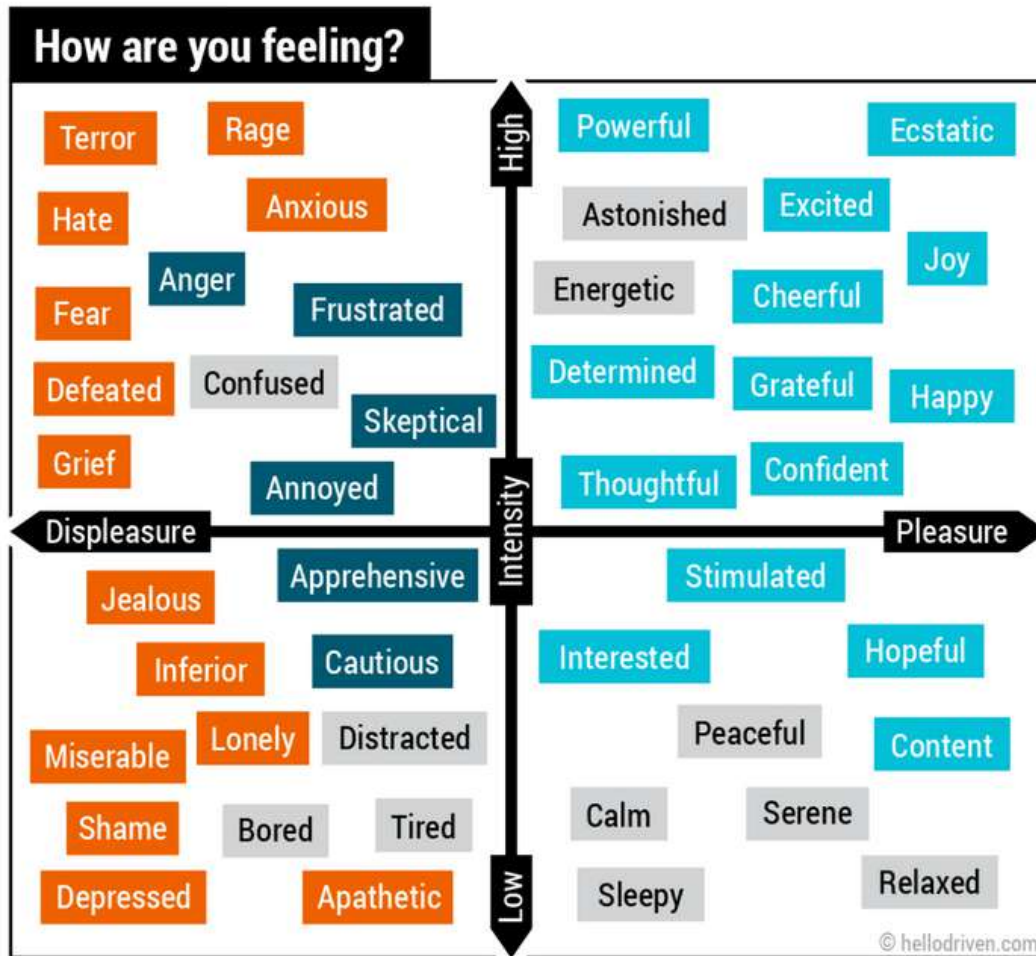 How are you feeling?
High
Intensity
Low
Displeasure
Pleasure
Terror
Rage
Hate
Anxious
Anger
Fear
Frustrated
Defeated
Confused
Skeptical
Grief
Annoyed
Powerful
Ecstatic
Astonished
Excited
Joy
Energetic
Cheerful
Determined
Grateful
Happy
Thoughtful
Confident
Apprehensive
Jealous
Inferior
Cautious
Lonely
Distracted
Miserable
Shame
Bored
Tired
Depressed
Apathetic
Stimulated
Interested
Hopeful
Peaceful
Content
Calm
Serene
Sleepy
Relaxed
© hellodriven.com